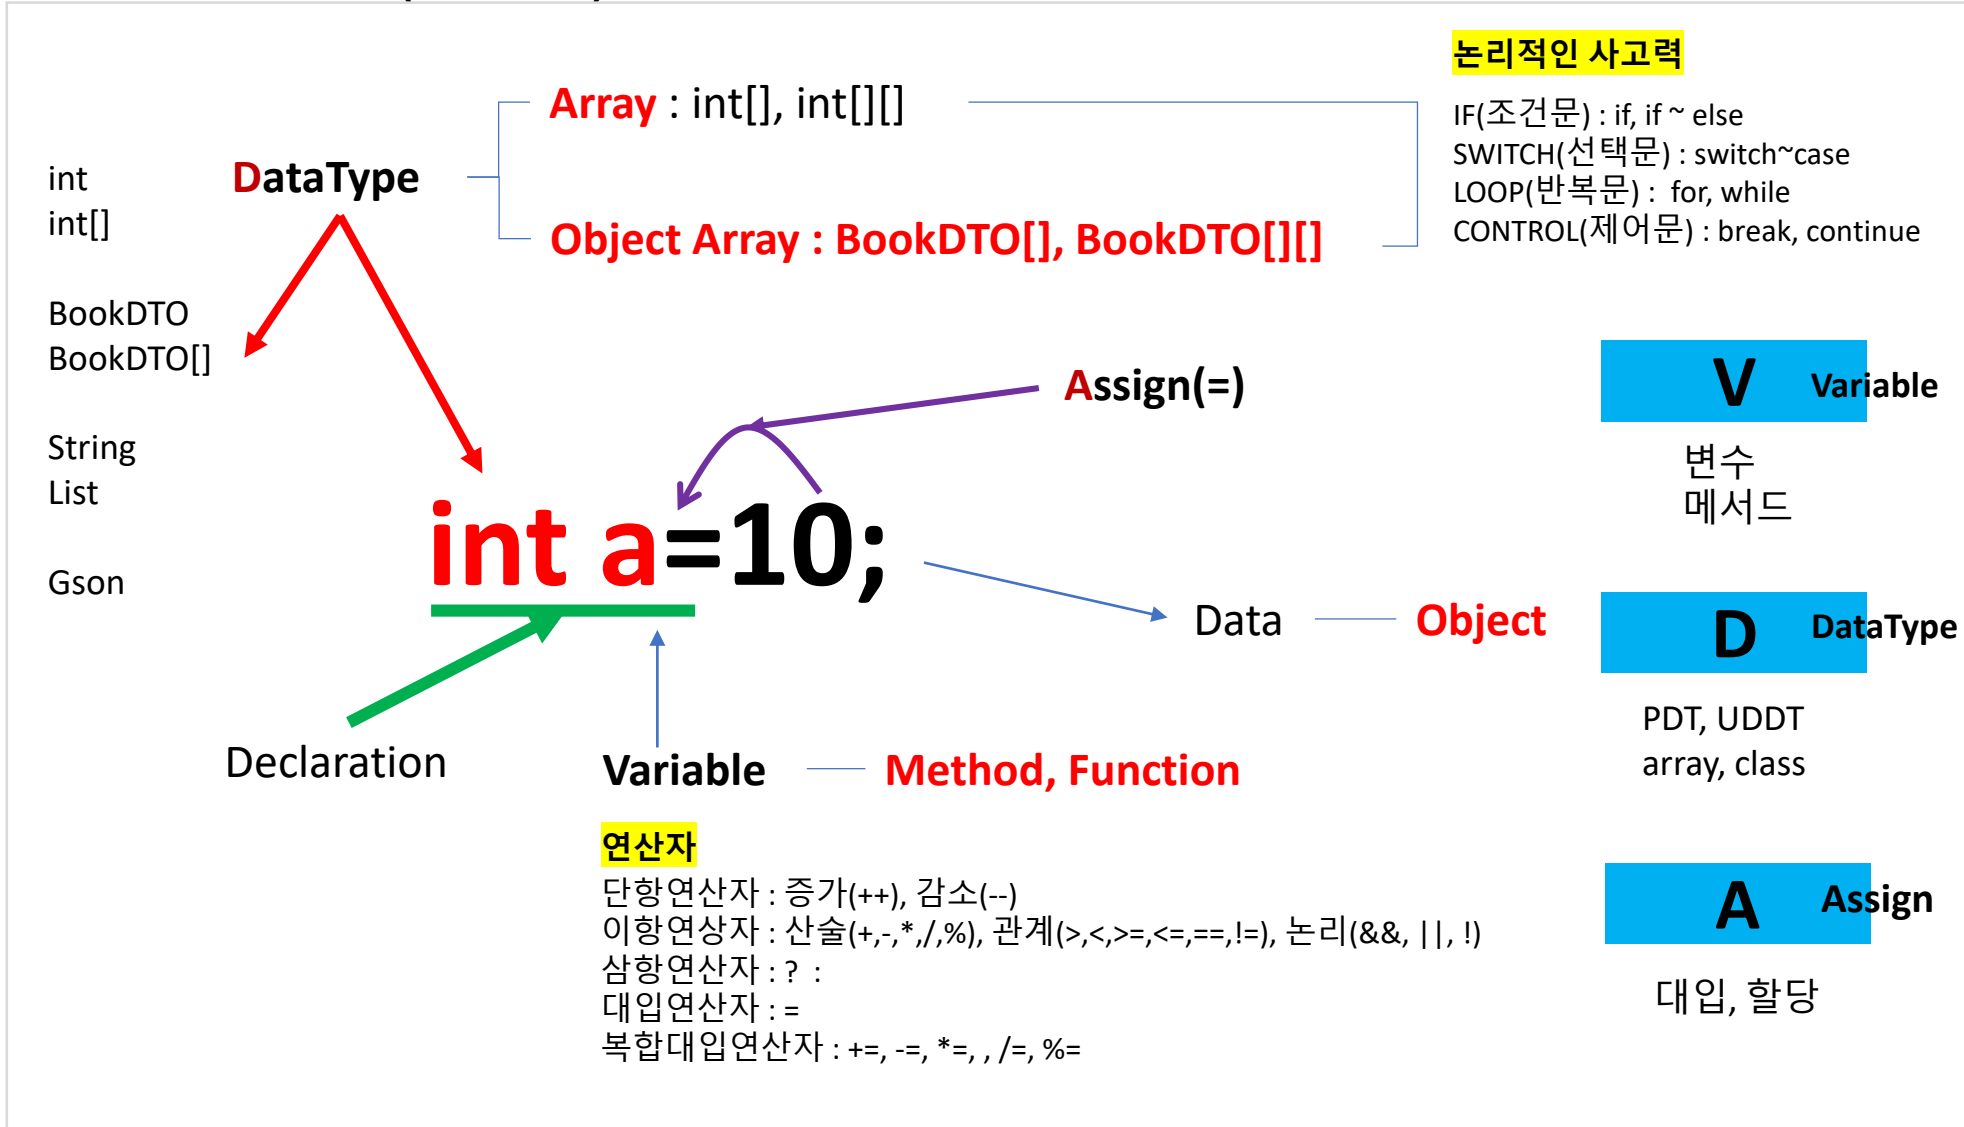 논리적인 사고력
IF(조건문) : if, if ~ else
SWITCH(선택문) : switch~case
LOOP(반복문) :  for, while
CONTROL(제어문) : break, continue
Array : int[], int[][]
DataType
Object Array : BookDTO[], BookDTO[][]
int
int[]
BookDTO
BookDTO[]
String
List
Gson
Assign(=)
int a=10;
Data
Object
Declaration
Variable
Method, Function
연산자
단항연산자 : 증가(++), 감소(--)
이항연상자 : 산술(+,-,*,/,%), 관계(>,<,>=,<=,==,!=), 논리(&&, ||, !)
삼항연산자 : ?  :
대입연산자 : =
복합대입연산자 : +=, -=, *=, , /=, %=
V Variable
변수
메서드
D DataType
PDT, UDDT
array, class
A Assign
대입, 할당